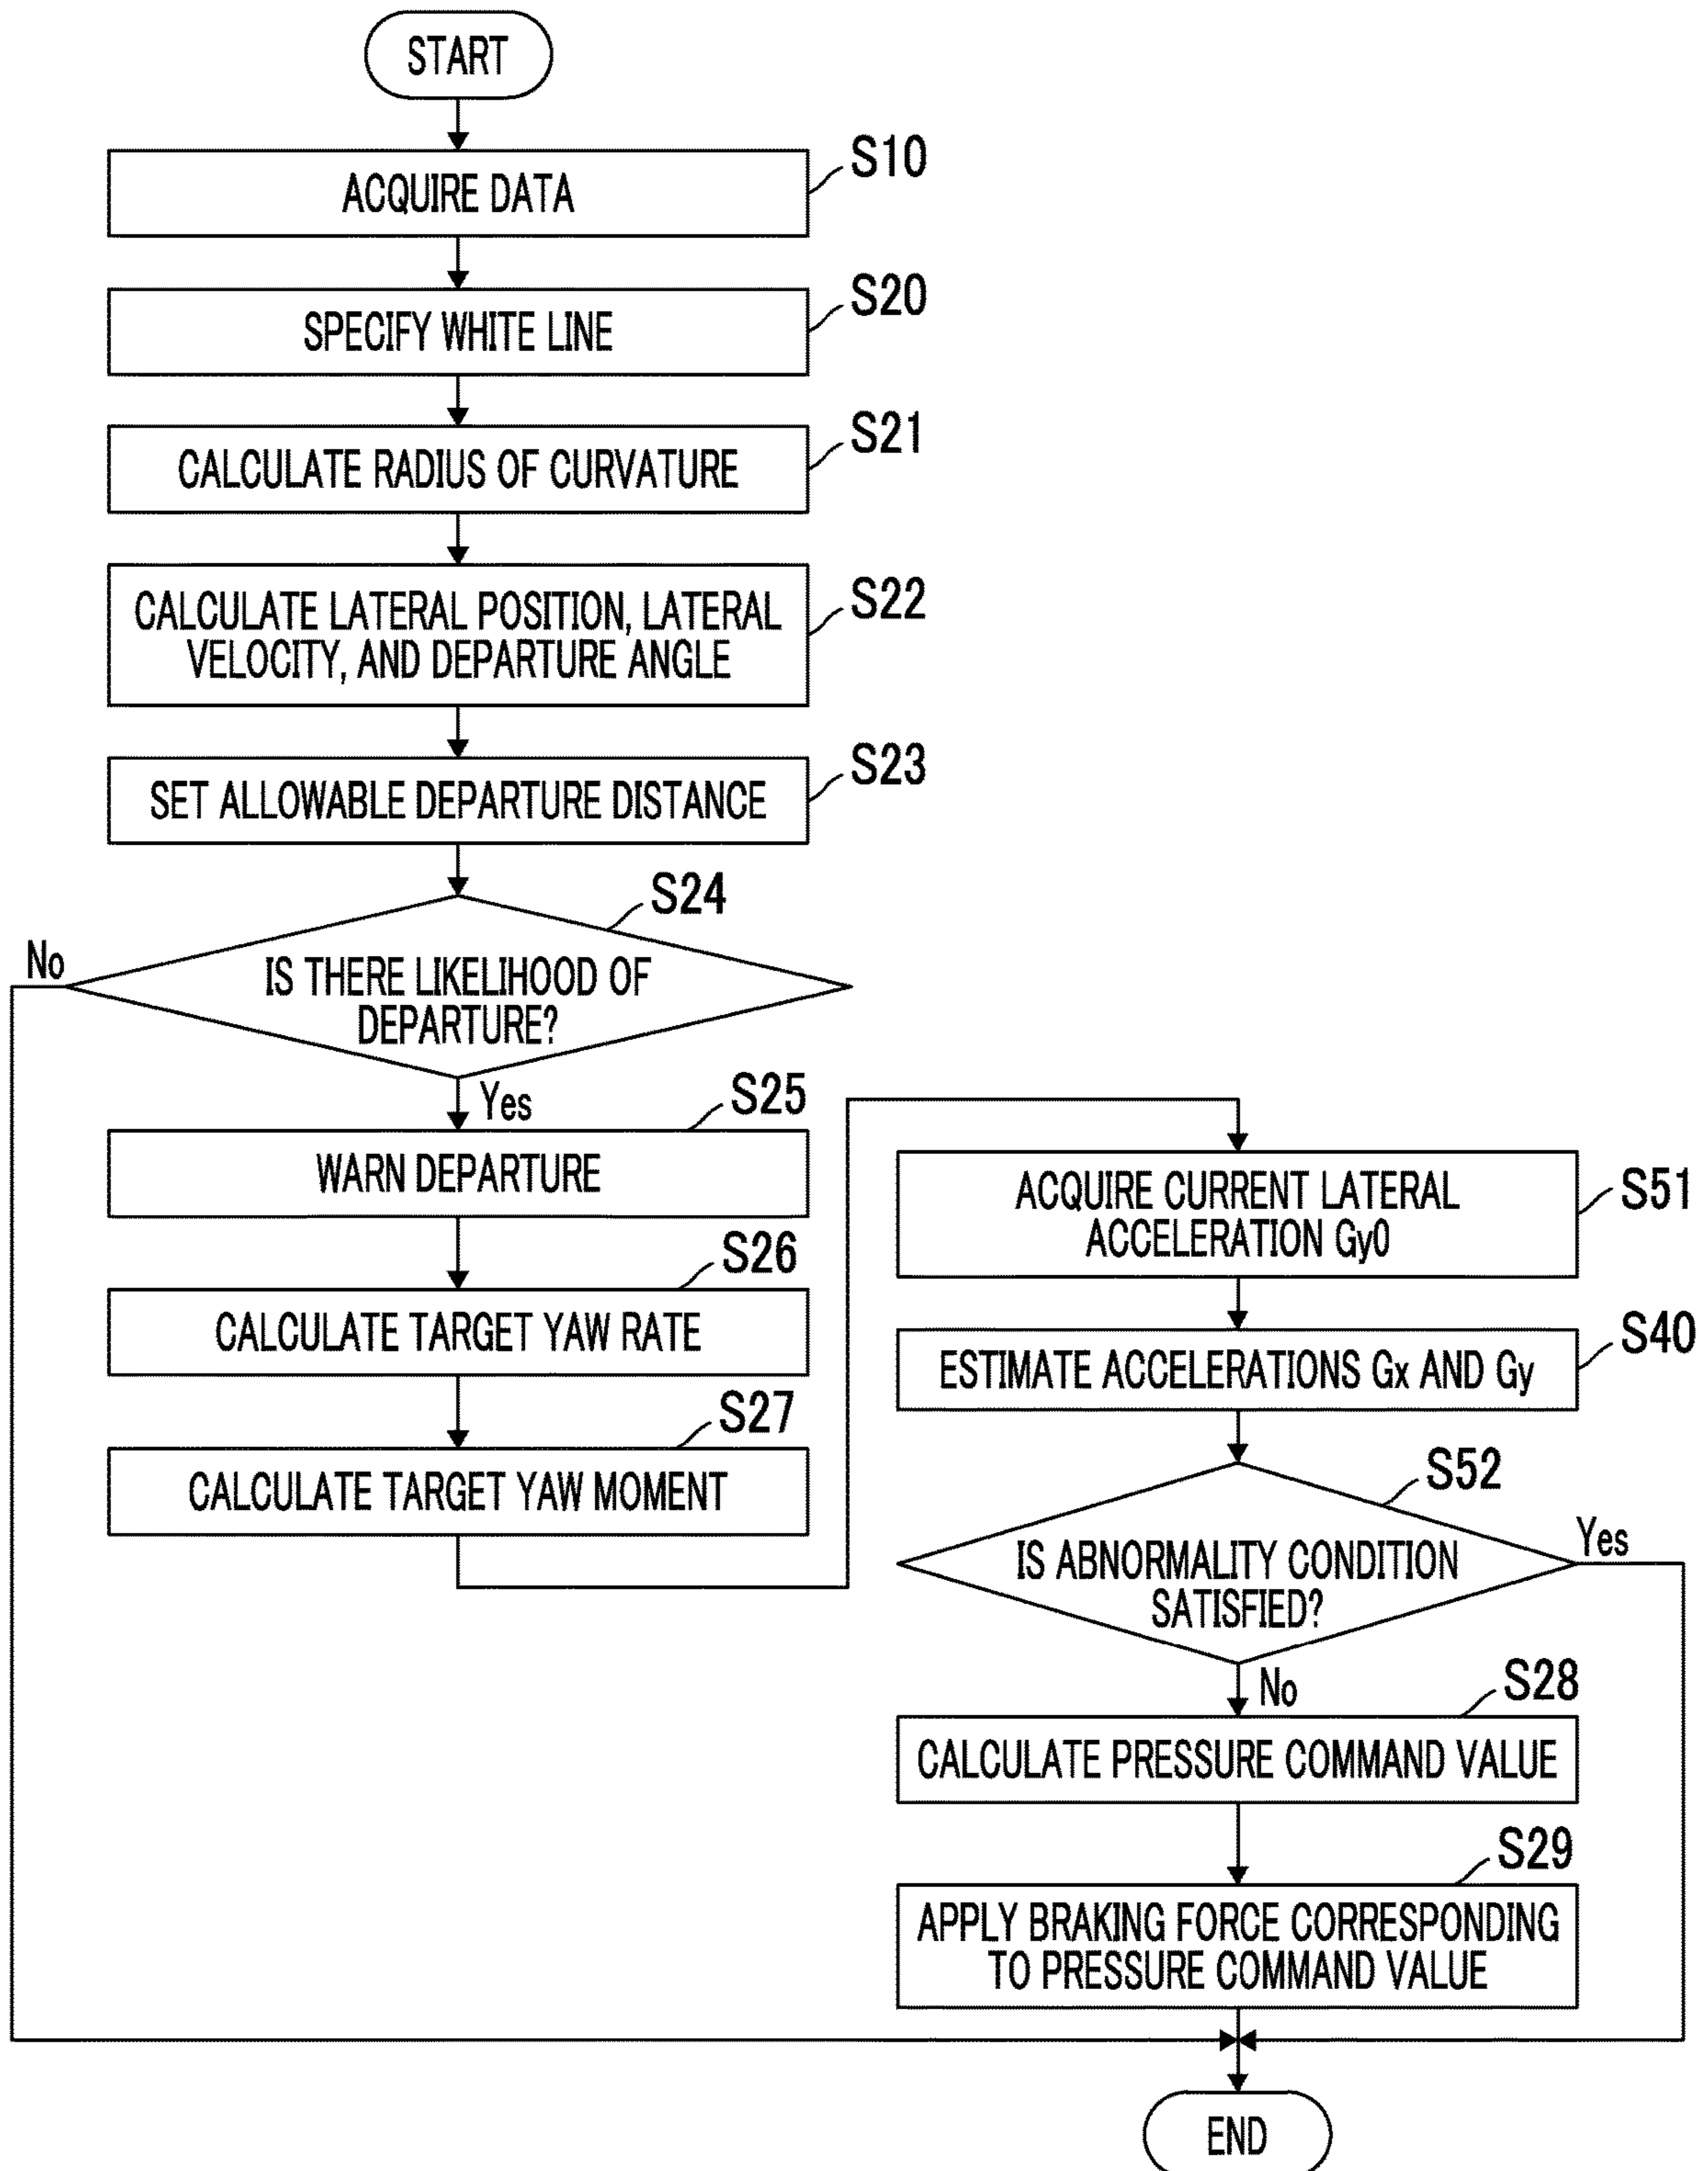 START
ACQUIRE DATA
S10
SPECIFY WHITE LINE
S20
CALCULATE RADIUS OF CURVATURE
S21
CALCULATE LATERAL POSITION, LATERAL
VELOCITY, AND DEPARTURE ANGLE
S22
SET ALLOWABLE DEPARTURE DISTANCE
S23
S24
No
IS THERE LIKELIHOOD OF
DEPARTURE?
Yes
S25
WARN DEPARTURE
S26
CALCULATE TARGET YAW RATE
S27
CALCULATE TARGET YAW MOMENT
ACQUIRE CURRENT LATERAL
ACCELERATION Gy0
S51
ESTIMATE ACCELERATIONS Gx AND Gy
S40
S52
IS ABNORMALITY CONDITION
SATISFIED?
Yes
No
S28
CALCULATE PRESSURE COMMAND VALUE
S29
APPLY BRAKING FORCE CORRESPONDING
TO PRESSURE COMMAND VALUE
END